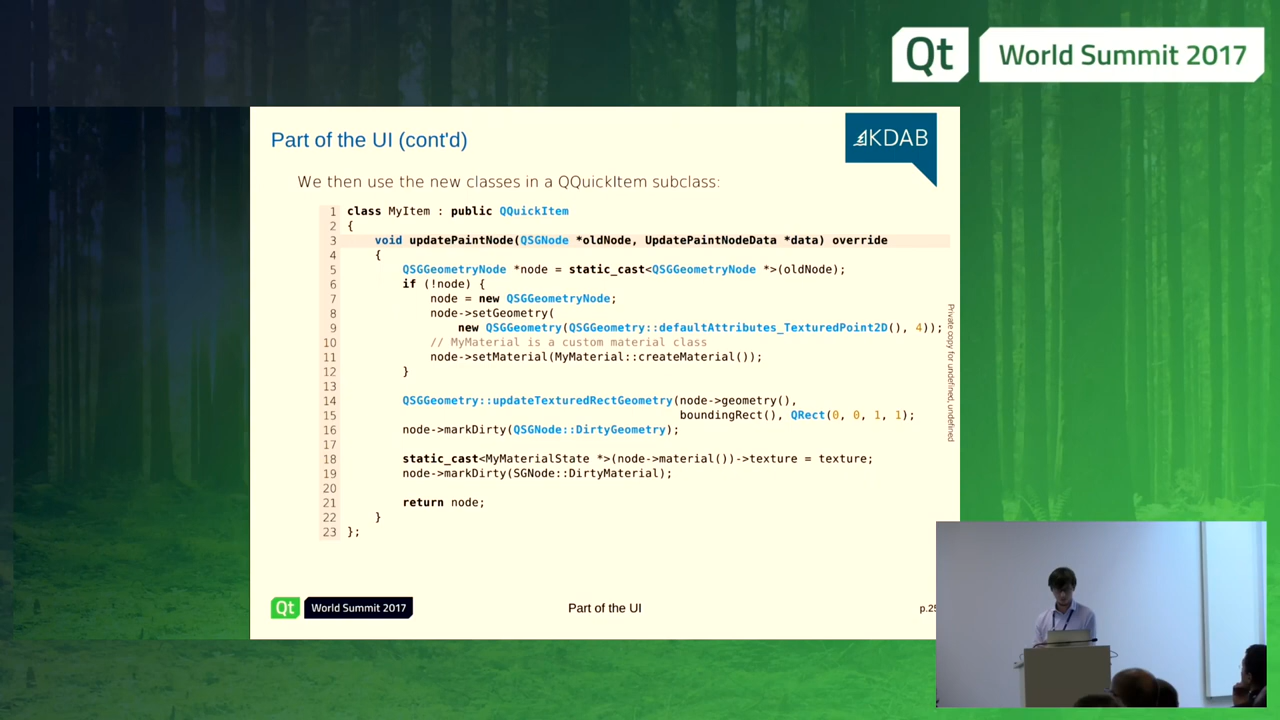 Qt World Summit 2017
Part of the UI (cont'd)
KDAB
We then use the new classes in a QQuickItem subclass:
1 class MyItem : public QQuickItem
2 {
3 void updatePaintNode(QSGNode *oldNode, UpdatePaintNodeData *data) override
4 {
5 QSGGeometryNode *node = static_cast<QSGGeometryNode *>(oldNode);
6 if (!node) {
7 node = new QSGGeometryNode;
8 node->setGeometry(
9 new QSGGeometry(QSGGeometry::defaultAttributes_TexturedPoint2D(), 4));
10 // MyMaterial is a custom material class
11 node->setMaterial(MyMaterial::createMaterial());
12 }
13
14 QSGGeometry::updateTexturedRectGeometry(node->geometry(),
15 boundingRect(), QRect(0, 0, 1, 1);
16 node->markDirty(QSGNode::DirtyGeometry);
17
18 static_cast<MyMaterialState *>(node->material())->texture = texture;
19 node->markDirty(SGNode::DirtyMaterial);
20
21 return node;
22 }
23 };
Private copy for undefined, undefined
Qt World Summit 2017
Part of the UI
p.25